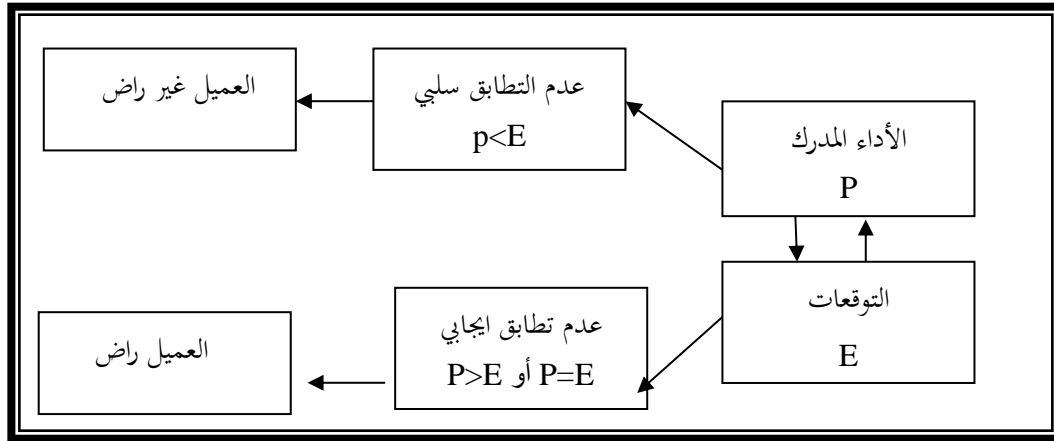 الأداء المدرك
P
عدم التطابق سلبي
p<E
العميل غير راض
التوقعات
E
عدم تطابق ايجابي
P=E أو P>E
العميل راض